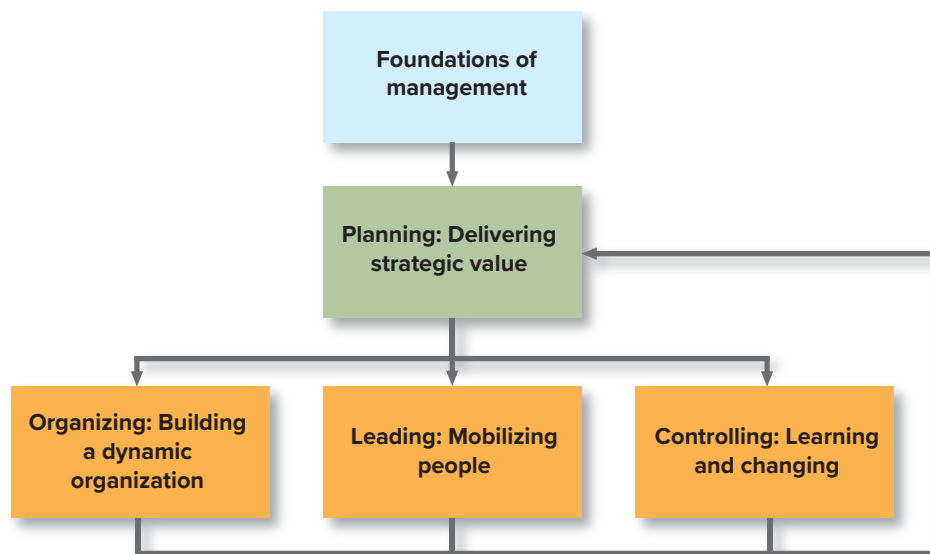 Foundations of
management
Planning: Delivering
strategic value
Organizing: Building
a dynamic
organization
Leading: Mobilizing
people
Controlling: Learning
and changing